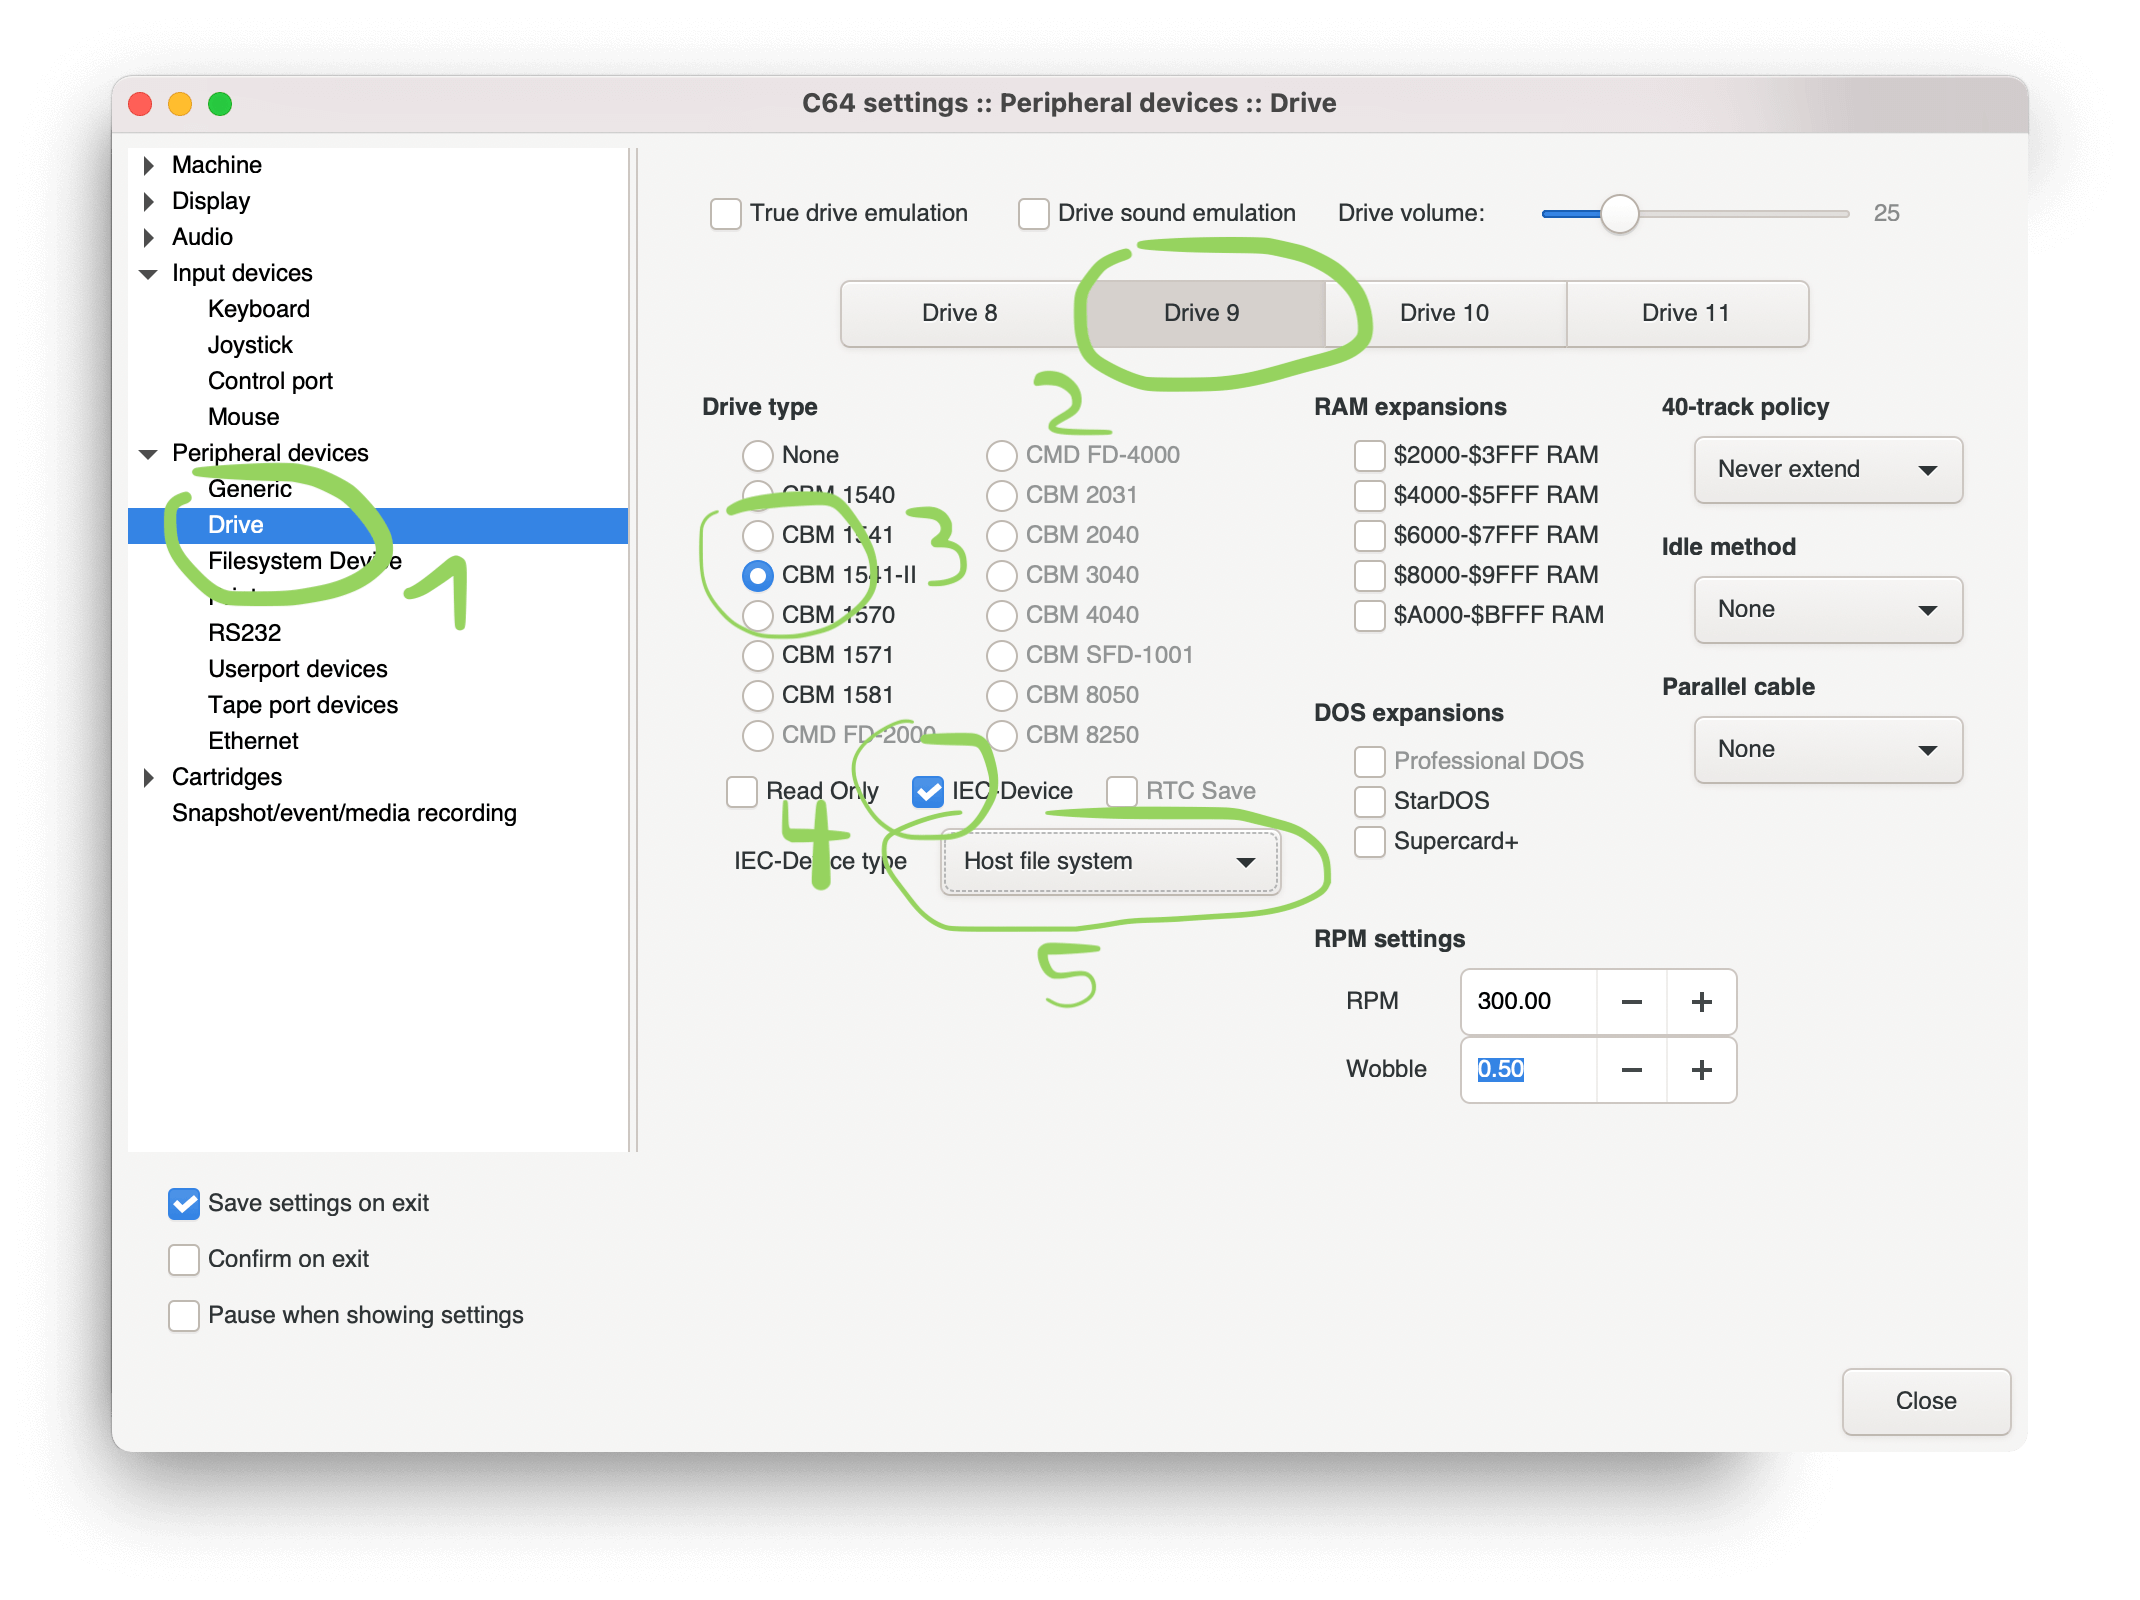 C64 settings :: Peripheral devices :: Drive
Machine
Display
Audio
Input devices
Keyboard
Joystick
Control port
Mouse
Peripheral devices
Generic
Drive
Filesystem Device
RS232
Userport devices
Tape port devices
Ethernet
Cartridges
Snapshot/event/media recording
1
Save settings on exit
Confirm on exit
Pause when showing settings
True drive emulation
Drive sound emulation
Drive volume:
25
Drive 8
Drive 9
Drive 10
Drive 11
2
Drive type
None
CBM 1540
CBM 1541
CBM 1541-II
CBM 1570
CBM 1571
CBM 1581
CMD FD-2000
3
CMD FD-4000
CBM 2031
CBM 2040
CBM 3040
CBM 4040
CBM SFD-1001
CBM 8050
CBM 8250
Read Only
IEC-Device
RTC Save
4
IEC-Device type
Host file system
5
RAM expansions
$2000-$3FFF RAM
$4000-$5FFF RAM
$6000-$7FFF RAM
$8000-$9FFF RAM
$A000-$BFFF RAM
DOS expansions
Professional DOS
StarDOS
Supercard+
RPM settings
RPM
300.00
Wobble
0.50
40-track policy
Never extend
Idle method
None
Parallel cable
None
Close